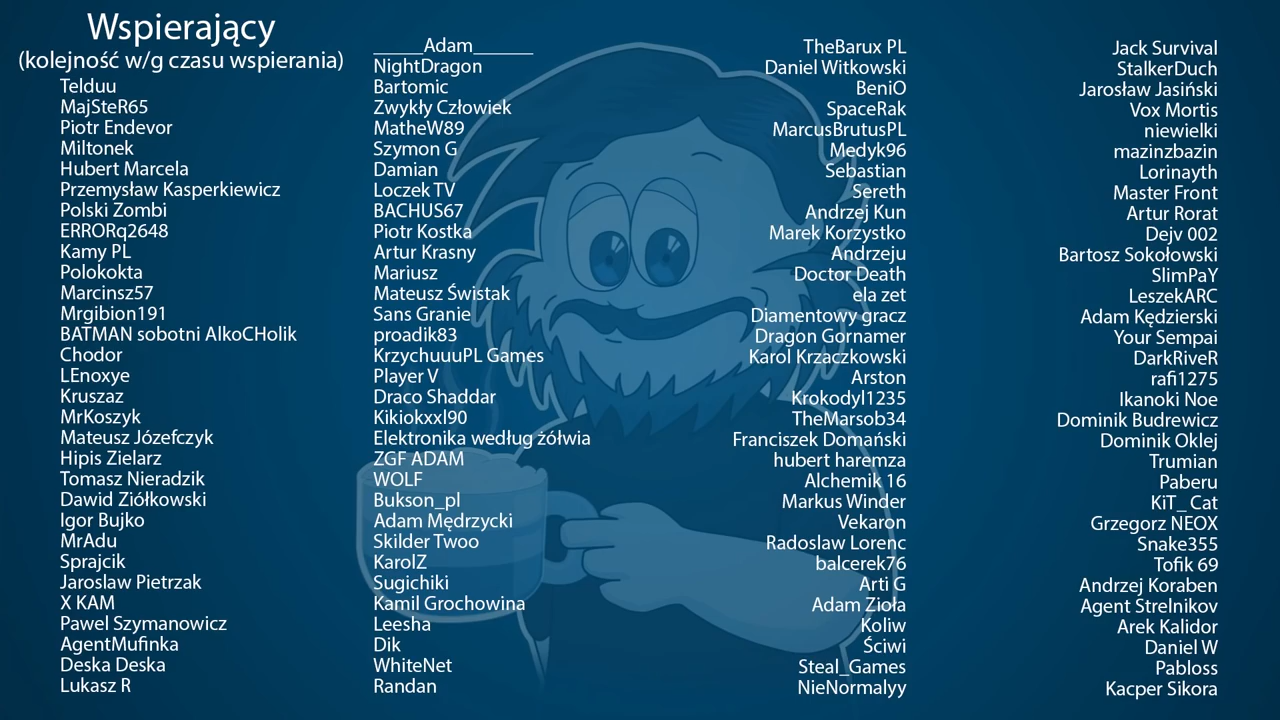 Wspierający
(kolejność w/g czasu wspierania)
Telduu
MajSteR65
Piotr Endevor
Miltonek
Hubert Marcela
Przemysław Kasperkiewicz
Polski Zombi
ERRORq2648
Kamy PL
Polokokta
Marcinsz57
Mrgibion191
BATMAN sobotni AlkoCHolik
Chodor
LEnoxye
Kruszaz
MrKoszyk
Mateusz Józefczyk
Hipis Zielarz
Tomasz Nieradzik
Dawid Ziółkowski
Igor Bujko
MrAdu
Sprajcik
Jaroslaw Pietrzak
X KAM
Pawel Szymanowicz
AgentMufinka
Deska Deska
Lukasz R
_____Adam______
NightDragon
Bartomic
Zwykły Człowiek
MatheW89
Szymon G
Damian
Loczek TV
BACHUS67
Piotr Kostka
Artur Krasny
Mariusz
Mateusz Świstak
Sans Granie
proadik83
KrzychuuuPL Games
Player V
Draco Shaddar
Kikiokxxl90
Elektronika według żółwia
ZGF ADAM
WOLF
Bukson_pl
Adam Mędrzycki
Skilder Twoo
KarolZ
Sugichiki
Kamil Grochowina
Leesha
Dik
WhiteNet
Randan
TheBarux PL
Daniel Witkowski
BeniO
SpaceRak
MarcusBrutusPL
Medyk96
Sebastian
Sereth
Andrzej Kun
Marek Korzystko
Andrzeju
Doctor Death
ela zet
Diamentowy gracz
Dragon Gornamer
Karol Krzaczkowski
Arston
Krokodyl1235
TheMarsob34
Franciszek Domański
hubert haremza
Alchemik 16
Markus Winder
Vekaron
Radoslaw Lorenc
balcerek76
Arti G
Adam Zioła
Koliw
Ściwi
Steal_Games
NieNormalyy
Jack Survival
StalkerDuch
Jarosław Jasiński
Vox Mortis
niewielki
mazinzbazin
Lorinayth
Master Front
Artur Rorat
Dejv 002
Bartosz Sokołowski
SlimPaY
LeszekARC
Adam Kędzierski
Your Sempai
DarkRiveR
rafi1275
Ikanoki Noe
Dominik Budrewicz
Dominik Oklej
Trumian
Paberu
KiT_ Cat
Grzegorz NEOX
Snake355
Tofik 69
Andrzej Koraben
Agent Strelnikov
Arek Kalidor
Daniel W
Pabloss
Kacper Sikora